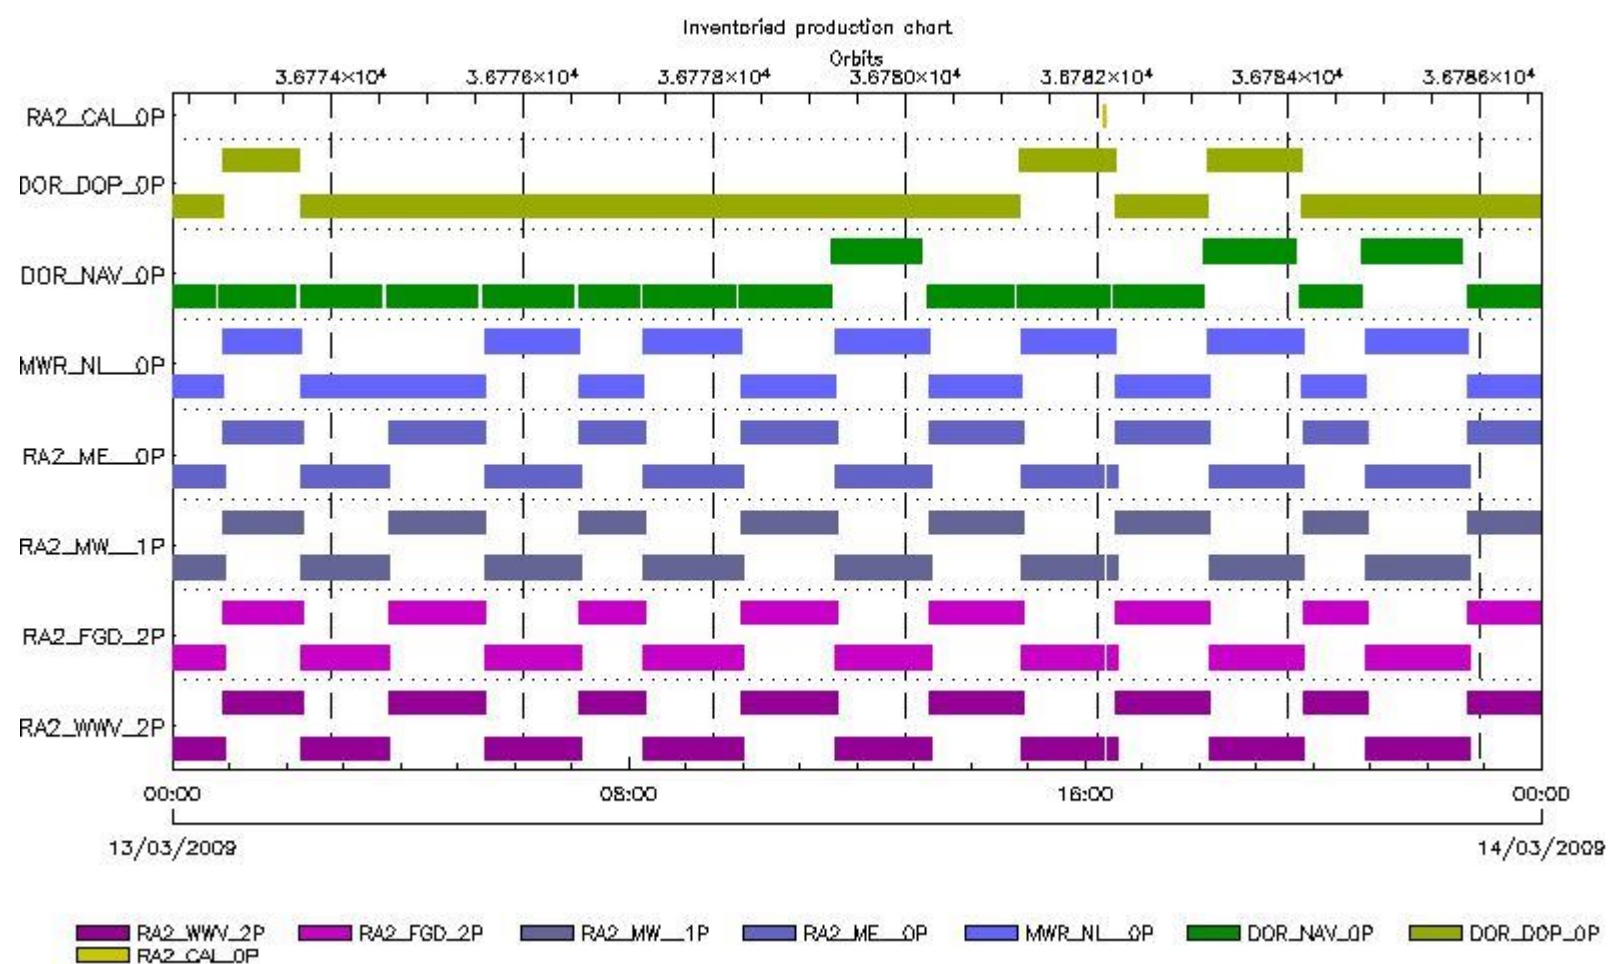 Inventoried production chart
Orbits
3.6774×10⁴ 3.6776×10⁴ 3.6778×10⁴ 3.6780×10⁴ 3.6782×10⁴ 3.6784×10⁴ 3.6786×10⁴
RA2_CAL_0P
DOR_DOP_0P
DOR_NAV_0P
MWR_NL__0P
RA2_ME__0P
RA2_MW__1P
RA2_FGD_2P
RA2_WWV_2P
00:00 08:00 16:00 00:00
13/03/2009 14/03/2009
RA2_WWV_2P RA2_FGD_2P RA2_MW__1P RA2_ME__0P MWR_NL__0P DOR_NAV_0P DOR_DOP_0P
RA2_CAL_0P